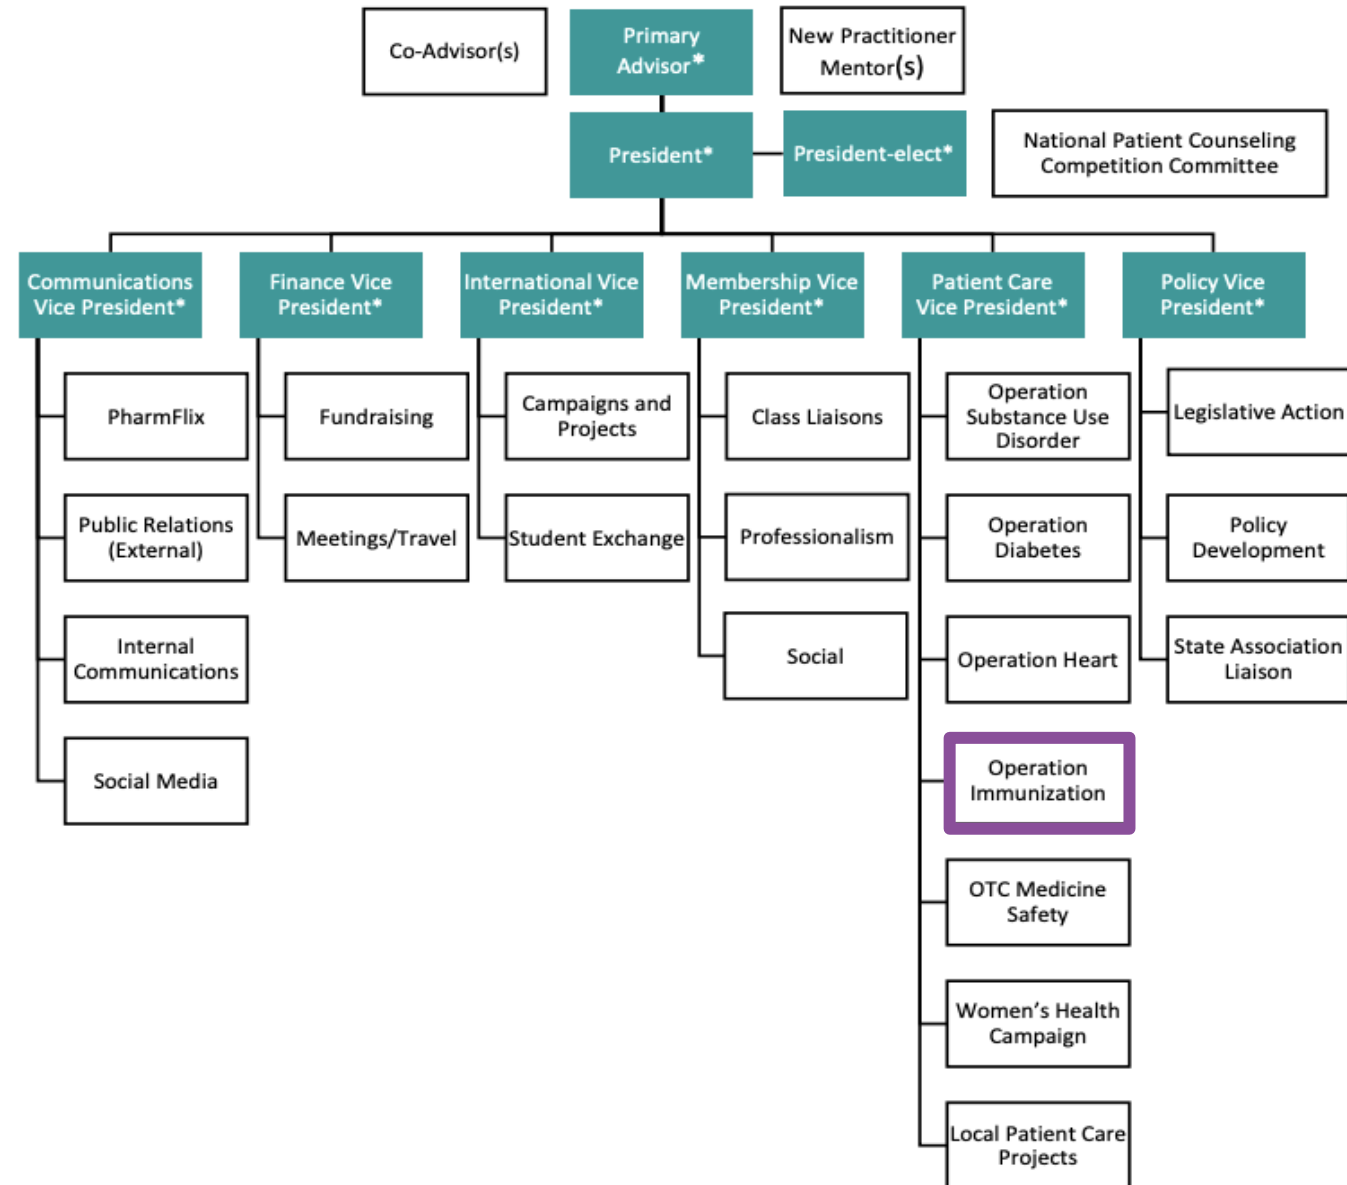 Co-Advisor(s)
Primary
Advisor*
New Practitioner
Mentor(s)
President*
President-elect*
National Patient Counseling
Competition Committee
Communications
Vice President*
Finance Vice
President*
International Vice
President*
Membership Vice
President*
Patient Care
Vice President*
Policy Vice
President*
PharmFlix
Public Relations
(External)
Internal
Communications
Social Media
Fundraising
Meetings/Travel
Campaigns and
Projects
Student Exchange
Class Liaisons
Professionalism
Social
Operation
Substance Use
Disorder
Operation
Diabetes
Operation Heart
Operation
Immunization
OTC Medicine
Safety
Women’s Health
Campaign
Local Patient Care
Projects
Legislative Action
Policy
Development
State Association
Liaison